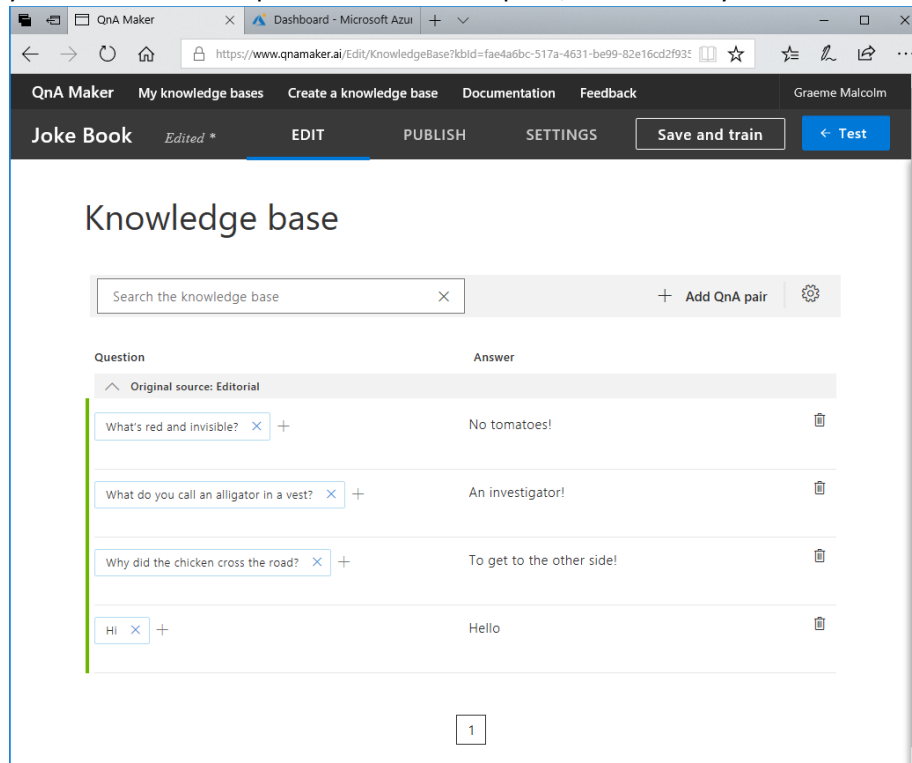 QnA Maker
Dashboard - Microsoft Azur
https://www.qnamaker.ai/Edit/KnowledgeBase?kbId=fae4a6bc-517a-4631-be99-82e16cd2f935
QnA Maker My knowledge bases Create a knowledge base Documentation Feedback Graeme Malcolm
Joke Book Edited * EDIT PUBLISH SETTINGS Save and train ← Test
Knowledge base
Search the knowledge base
+ Add QnA pair
Question Answer
Original source: Editorial
What's red and invisible? No tomatoes!
What do you call an alligator in a vest? An investigator!
Why did the chicken cross the road? To get to the other side!
Hi Hello
1